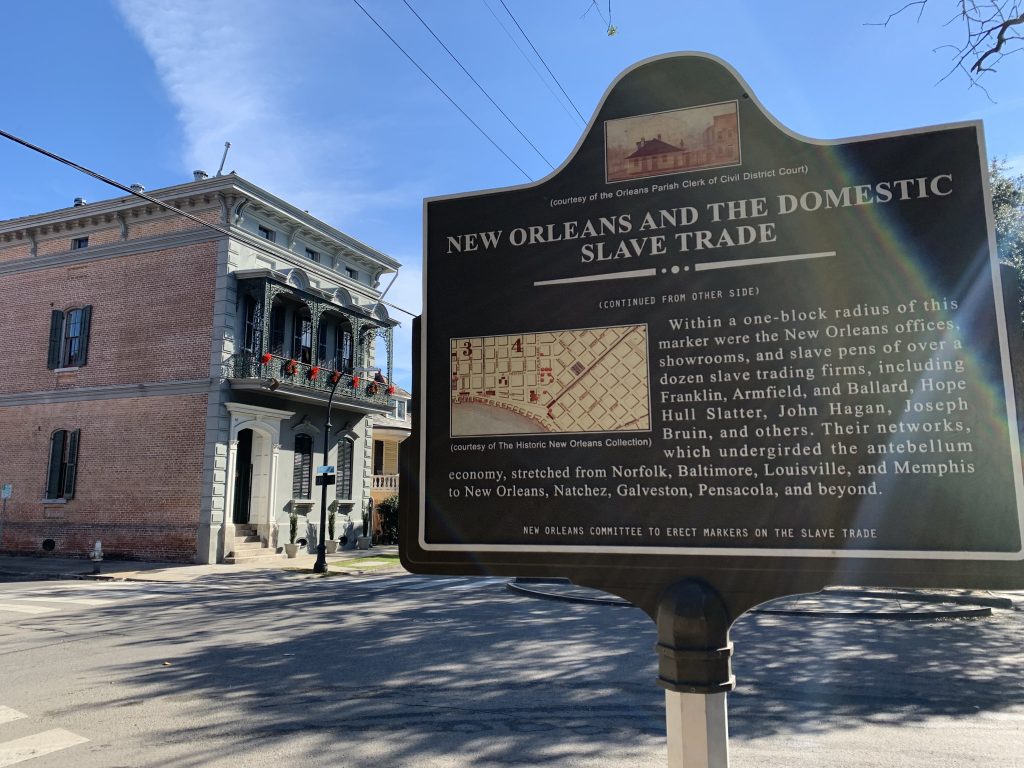 (courtesy of the Orleans Parish Clerk of Civil District Court)
NEW ORLEANS AND THE DOMESTIC
SLAVE TRADE
(CONTINUED FROM OTHER SIDE)
3 4
(courtesy of The Historic New Orleans Collection)
Within a one-block radius of this
marker were the New Orleans offices,
showrooms, and slave pens of over a
dozen slave trading firms, including
Franklin, Armfield, and Ballard, Hope
Hull Slatter, John Hagan, Joseph
Bruin, and others. Their networks,
which undergirded the antebellum
economy, stretched from Norfolk, Baltimore, Louisville, and Memphis
to New Orleans, Natchez, Galveston, Pensacola, and beyond.
NEW ORLEANS COMMITTEE TO ERECT MARKERS ON THE SLAVE TRADE